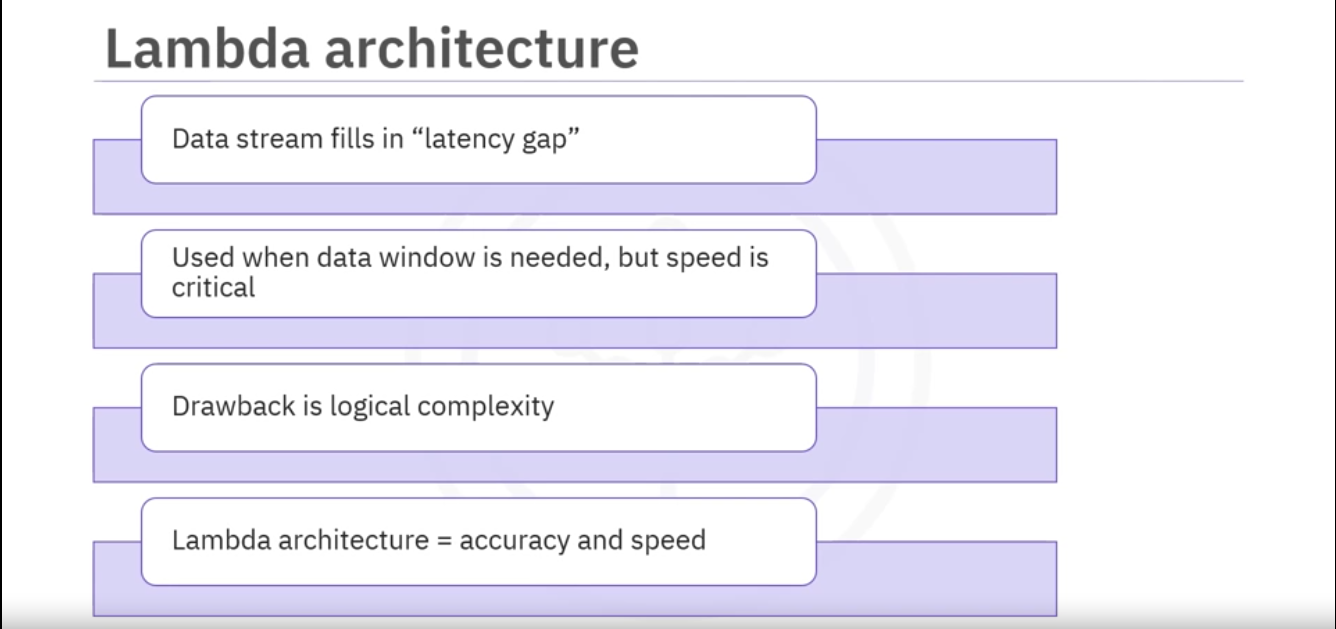 Lambda architecture
Data stream fills in “latency gap”
Used when data window is needed, but speed is
critical
Drawback is logical complexity
Lambda architecture = accuracy and speed